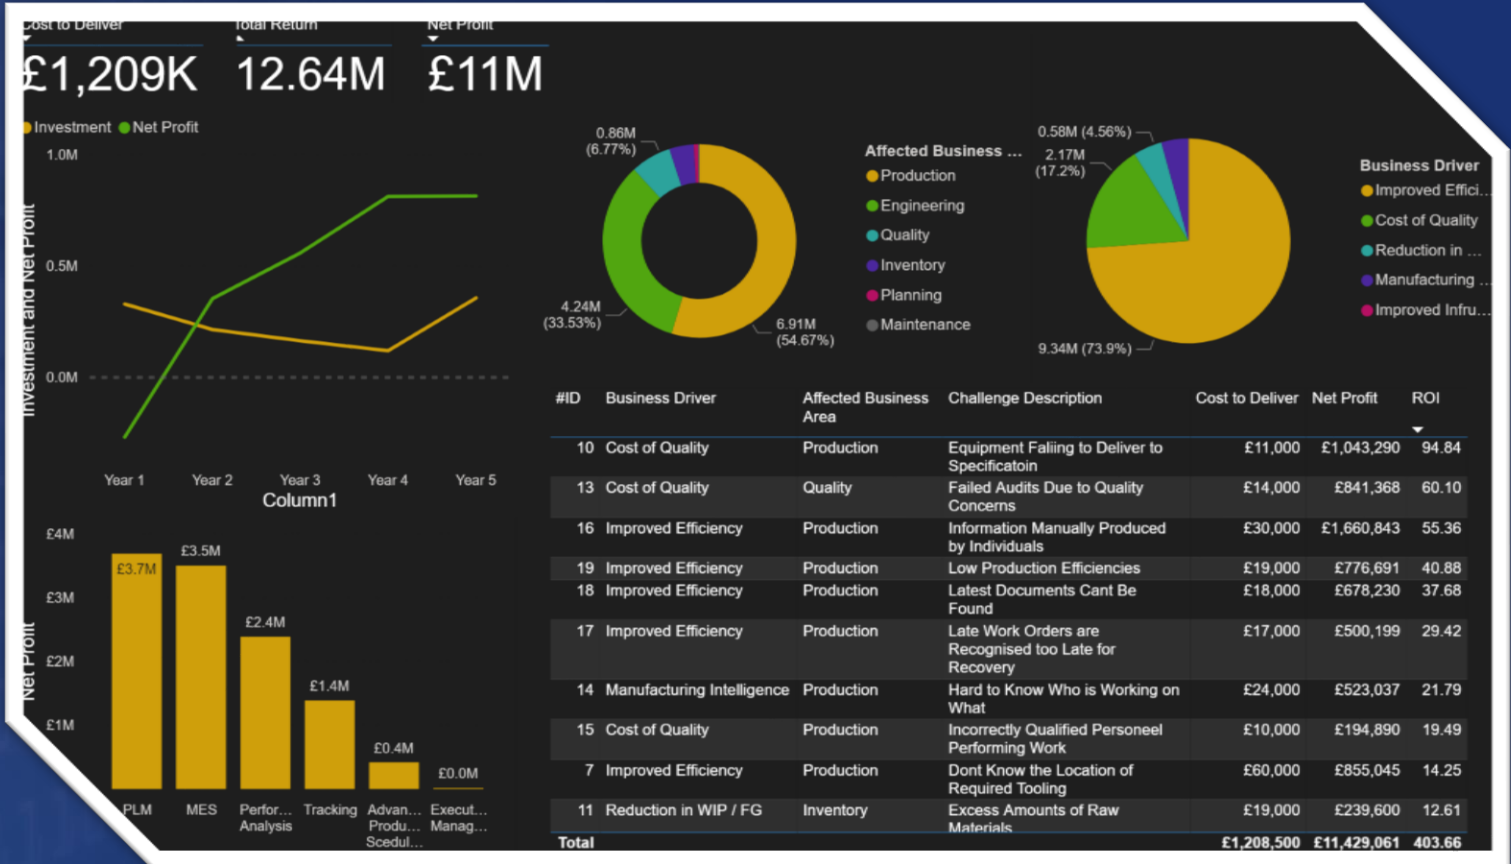 Cost to Deliver
£1,209K
Total Return
12.64M
Net Profit
£11M
Investment
Net Profit
1.0M
0.5M
0.0M
Investment and Net Profit
Year 1
Year 2
Year 3
Year 4
Year 5
Column1
£4M
£3M
£2M
£1M
Net Profit
£3.7M
£3.5M
£2.4M
£1.4M
£0.4M
£0.0M
PLM
MES
Perfor...
Analysis
Tracking
Advan...
Produ...
Scedul...
Execut...
Manag...
0.86M
(6.77%)
4.24M
(33.53%)
6.91M
(54.67%)
Affected Business ...
Production
Engineering
Quality
Inventory
Planning
Maintenance
0.58M (4.56%)
2.17M
(17.2%)
9.34M (73.9%)
Business Driver
Improved Effici...
Cost of Quality
Reduction in ...
Manufacturing ...
Improved Infru...
#ID Business Driver Affected Business Challenge Description Cost to Deliver Net Profit ROI
Area
10 Cost of Quality Production Equipment Faliing to Deliver to £11,000 £1,043,290 94.84
Specificatoin
13 Cost of Quality Quality Failed Audits Due to Quality £14,000 £841,368 60.10
Concerns
16 Improved Efficiency Production Information Manually Produced £30,000 £1,660,843 55.36
by Individuals
19 Improved Efficiency Production Low Production Efficiencies £19,000 £776,691 40.88
18 Improved Efficiency Production Latest Documents Cant Be £18,000 £678,230 37.68
Found
17 Improved Efficiency Production Late Work Orders are £17,000 £500,199 29.42
Recognised too Late for
Recovery
14 Manufacturing Intelligence Production Hard to Know Who is Working on £24,000 £523,037 21.79
What
15 Cost of Quality Production Incorrectly Qualified Personeel £10,000 £194,890 19.49
Performing Work
7 Improved Efficiency Production Dont Know the Location of £60,000 £855,045 14.25
Required Tooling
11 Reduction in WIP / FG Inventory Excess Amounts of Raw £19,000 £239,600 12.61
Materials
Total £1,208,500 £11,429,061 403.66